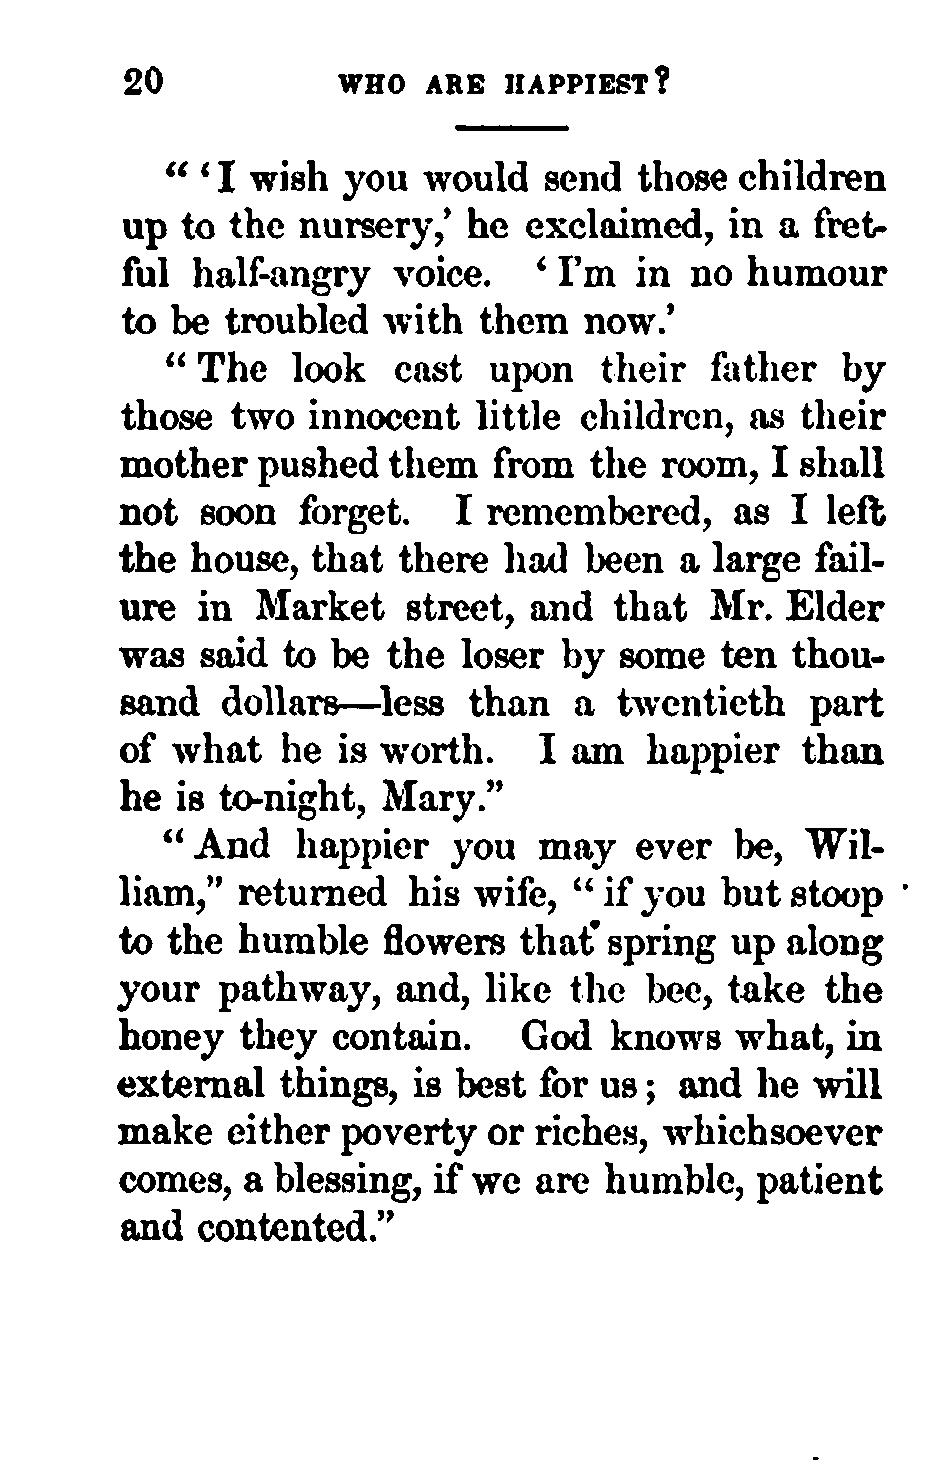 20 WHO ARE HAPPIEST?
“ ‘I wish you would send those children
up to the nursery,’ he exclaimed, in a fret-
ful half-angry voice. ‘I’m in no humour
to be troubled with them now.’
“The look cast upon their father by
those two innocent little children, as their
mother pushed them from the room, I shall
not soon forget. I remembered, as I left
the house, that there had been a large fail-
ure in Market street, and that Mr. Elder
was said to be the loser by some ten thou-
sand dollars—less than a twentieth part
of what he is worth. I am happier than
he is to-night, Mary.”
“And happier you may ever be, Wil-
liam,” returned his wife, “if you but stoop
to the humble flowers that spring up along
your pathway, and, like the bee, take the
honey they contain. God knows what, in
external things, is best for us; and he will
make either poverty or riches, whichsoever
comes, a blessing, if we are humble, patient
and contented.”